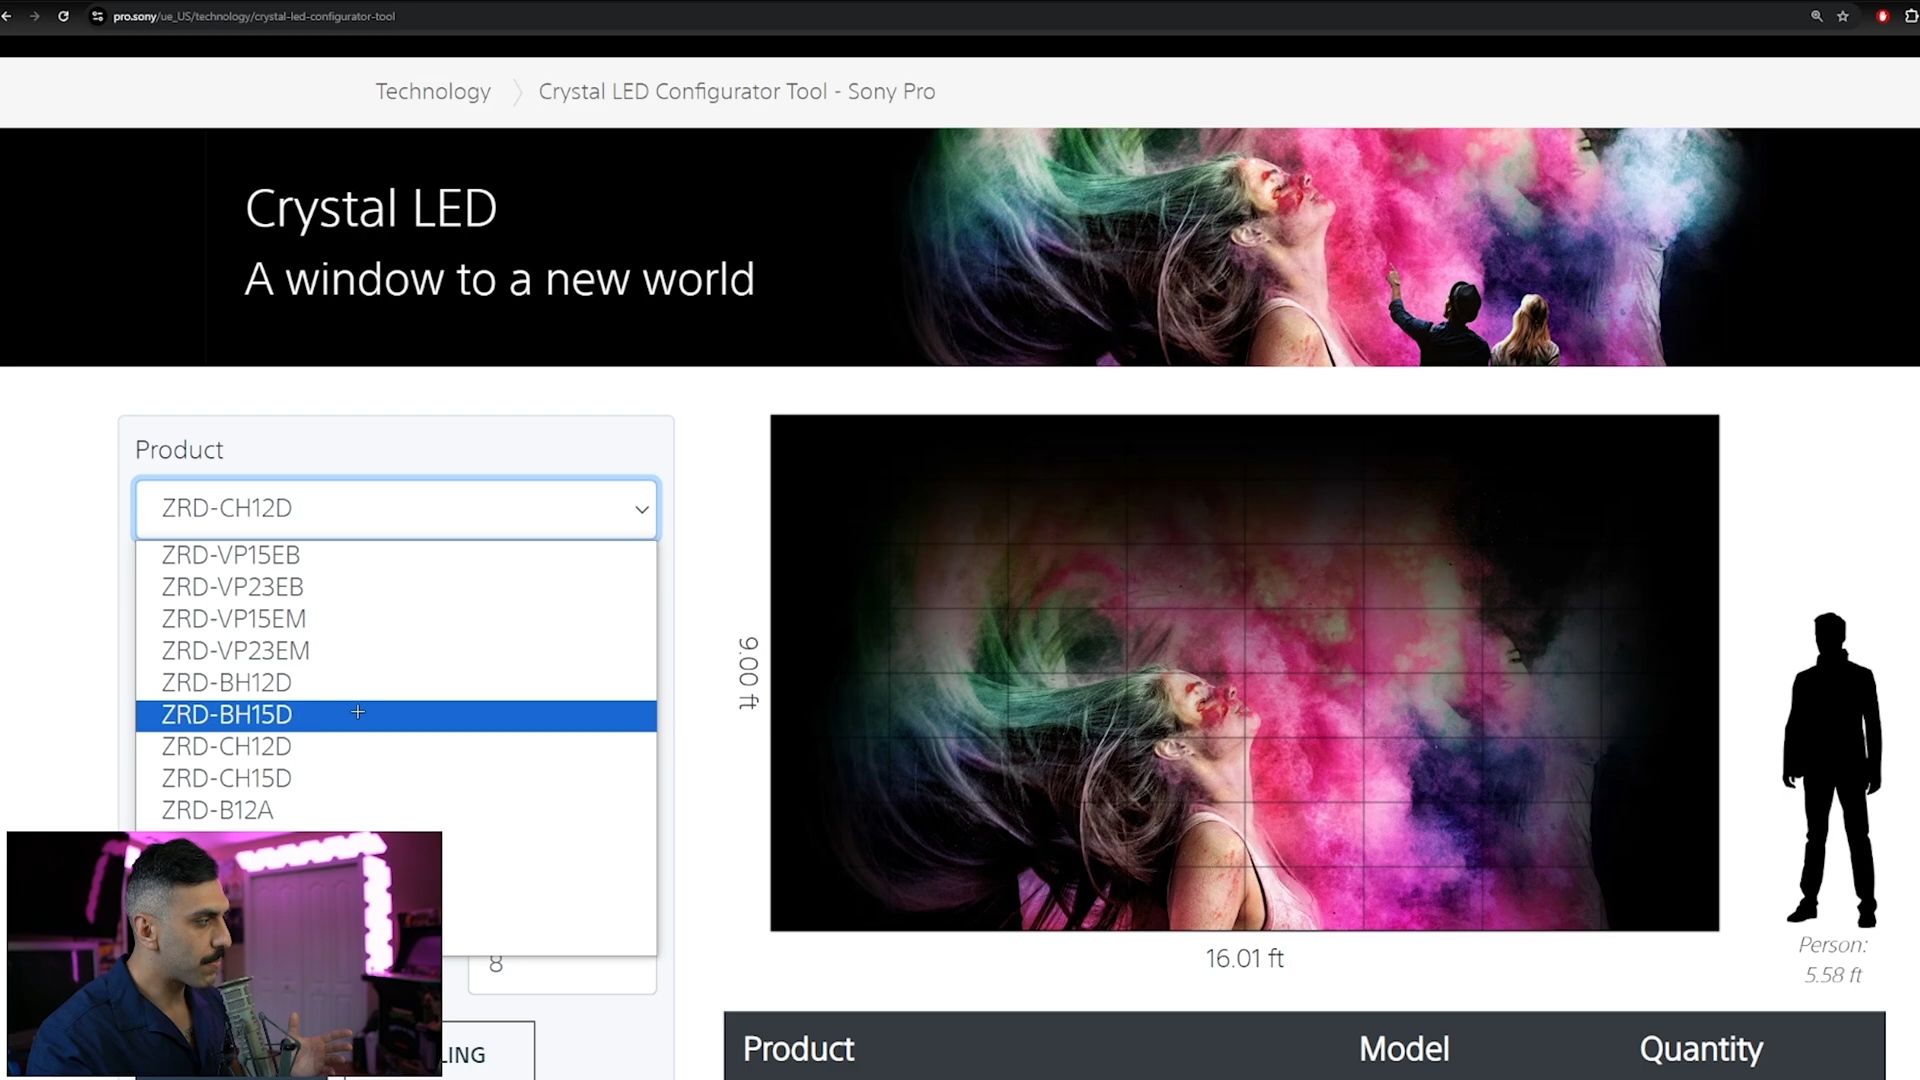 pro.sony/ue_US/technology/crystal-led-configurator-tool
Technology
Crystal LED Configurator Tool - Sony Pro
Crystal LED
A window to a new world
Product
ZRD-CH12D
ZRD-VP15EB
ZRD-VP23EB
ZRD-VP15EM
ZRD-VP23EM
ZRD-BH12D
ZRD-BH15D
ZRD-CH12D
ZRD-CH15D
ZRD-B12A
8
LING
9.00 ft
16.01 ft
Person:
5.58 ft
Product Model Quantity